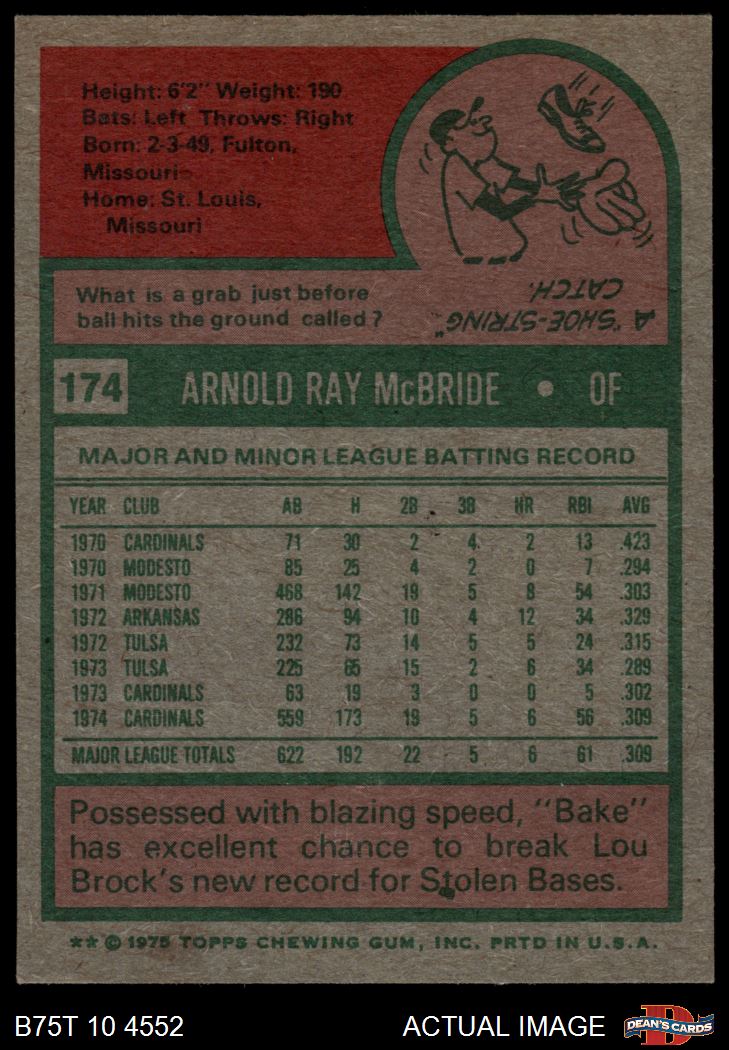 Height: 6'2" Weight: 190
Bats: Left Throws: Right
Born: 2-3-49, Fulton,
Missouri
Home: St. Louis,
Missouri
What is a grab just before
ball hits the ground called?
A "SHOE-STRING"
CATCH.
174 ARNOLD RAY McBRIDE • OF
MAJOR AND MINOR LEAGUE BATTING RECORD
YEAR CLUB AB H 2B 3B HR RBI AVG
1970 CARDINALS 71 30 2 4 2 13 .423
1970 MODESTO 85 25 4 2 0 7 .294
1971 MODESTO 468 142 19 5 8 54 .303
1972 ARKANSAS 286 94 10 4 12 34 .329
1972 TULSA 232 73 14 5 5 24 .315
1973 TULSA 225 65 15 2 6 34 .289
1973 CARDINALS 63 19 3 0 0 5 .302
1974 CARDINALS 559 173 19 5 6 56 .309
MAJOR LEAGUE TOTALS 622 192 22 5 6 61 .309
Possessed with blazing speed, "Bake"
has excellent chance to break Lou
Brock's new record for Stolen Bases.
** © 1975 TOPPS CHEWING GUM, INC. PRTD IN U.S.A.
B75T 10 4552 ACTUAL IMAGE DEAN'S CARDS